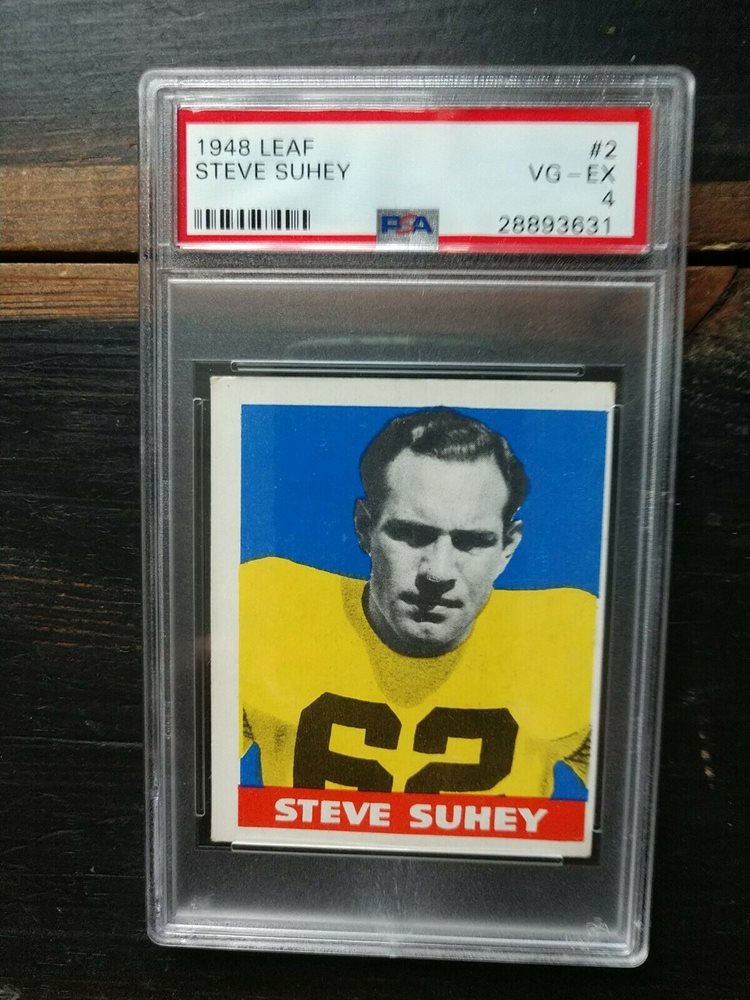 1948 LEAF #2
STEVE SUHEY VG-EX
4
PSA 28893631
62
STEVE SUHEY